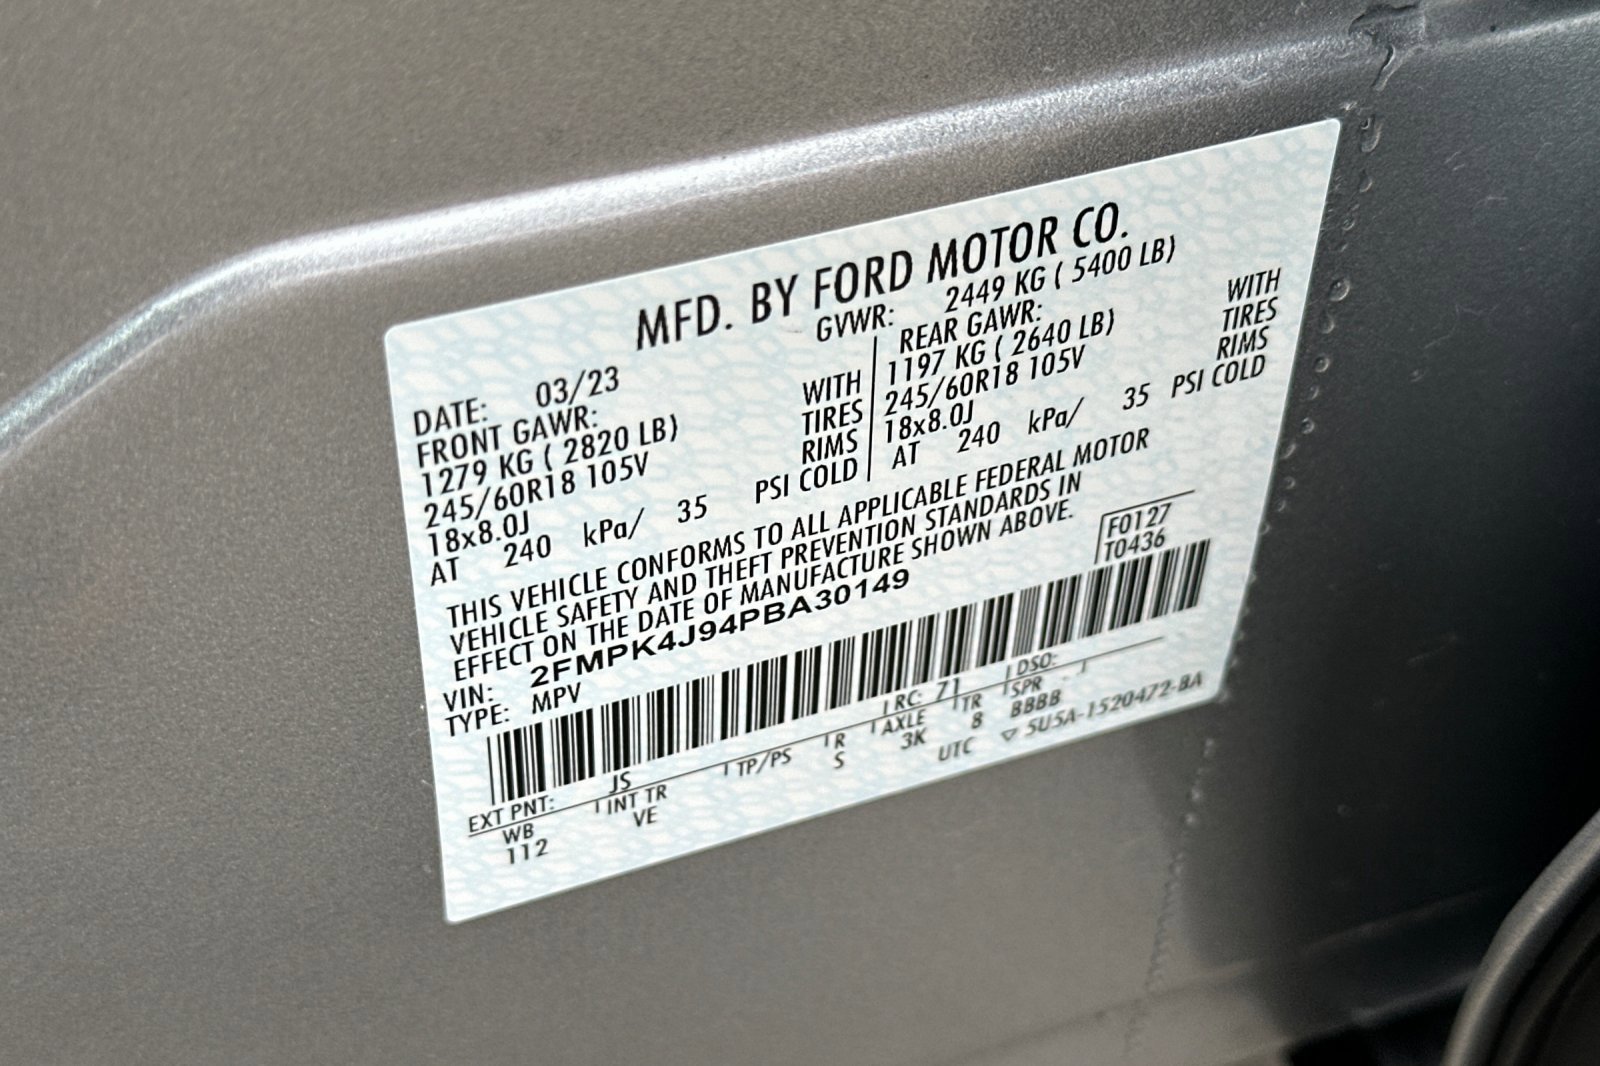 MFD. BY FORD MOTOR CO.
DATE: 03/23
GVWR: 2449 KG ( 5400 LB)
FRONT GAWR:
1279 KG ( 2820 LB) WITH
245/60R18 105V TIRES
18x8.0J RIMS
AT 240 kPa/ 35 PSI COLD
REAR GAWR:
1197 KG ( 2640 LB) WITH
245/60R18 105V TIRES
18x8.0J RIMS
AT 240 kPa/ 35 PSI COLD
THIS VEHICLE CONFORMS TO ALL APPLICABLE FEDERAL MOTOR
VEHICLE SAFETY AND THEFT PREVENTION STANDARDS IN
EFFECT ON THE DATE OF MANUFACTURE SHOWN ABOVE.
F0127
T0436
VIN: 2FMPK4J94PBA30149
TYPE: MPV
EXT PNT: JS RC: 71 DSO:
WB INT TR TP/PS R AXLE TR SPR
112 VE S 3K 8 BBBB
UTC ▽ 5U5A-1520472-BA